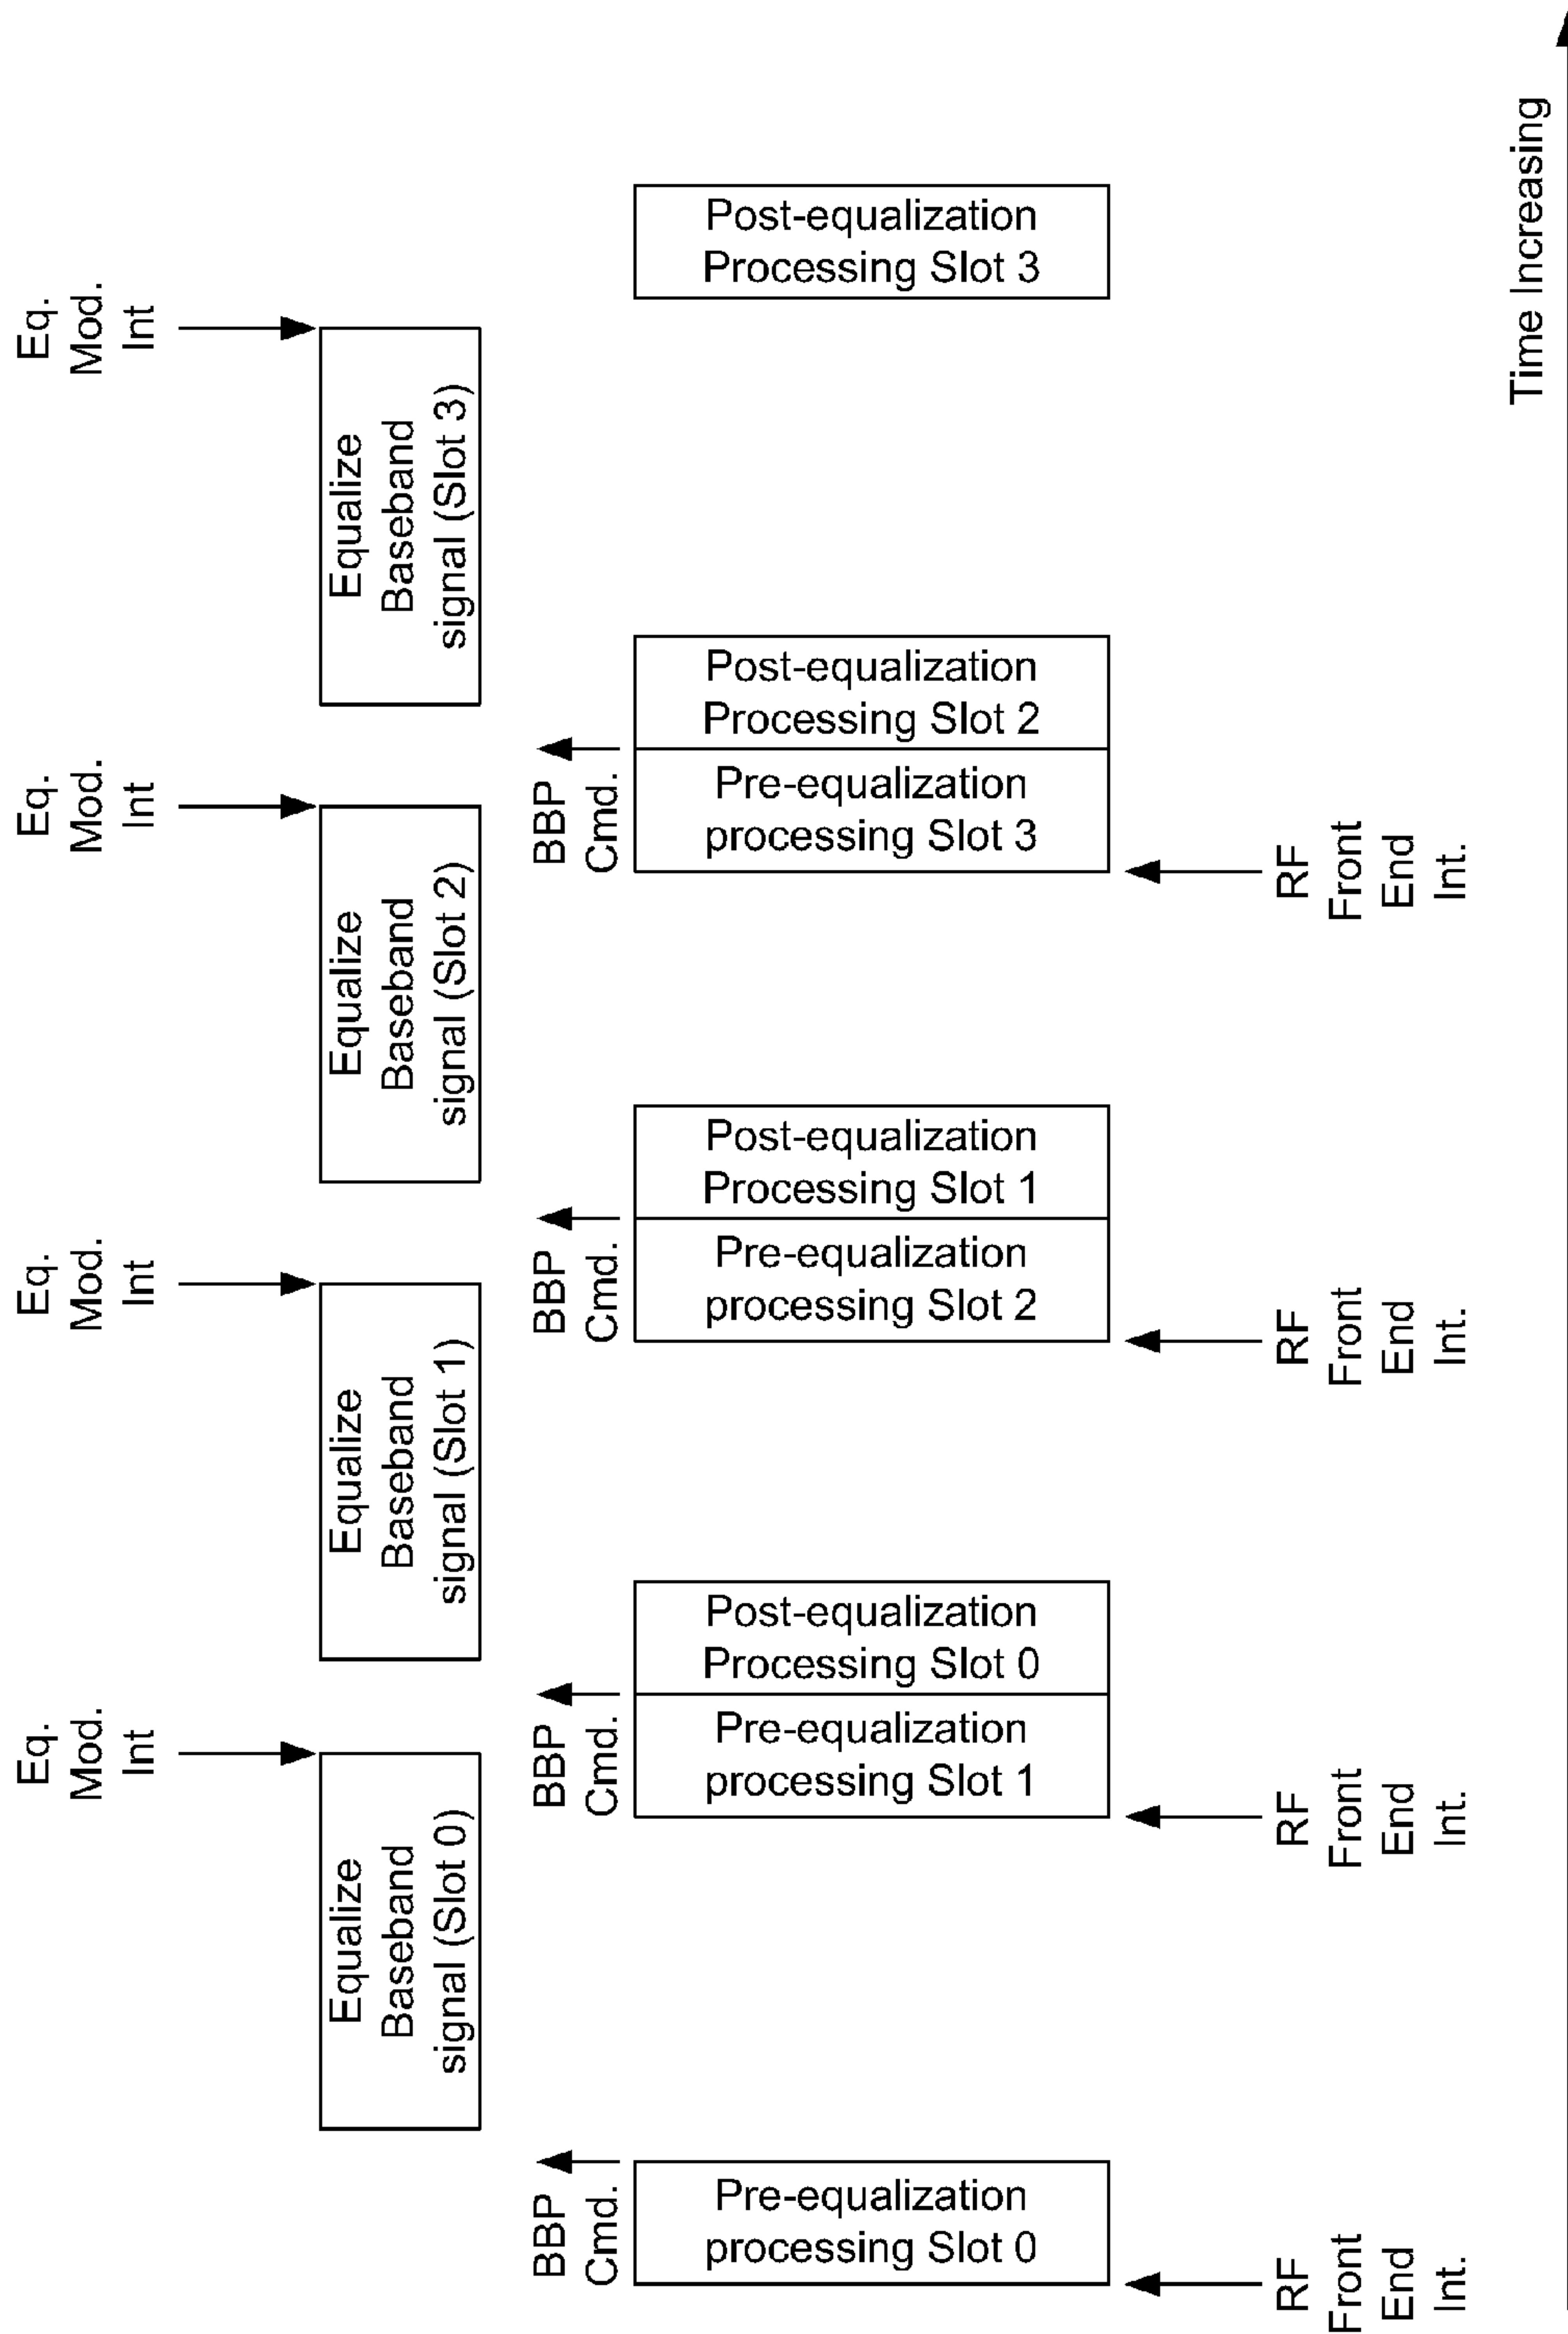 Eq.
Mod.
Int
Eq.
Mod.
Int
Eq.
Mod.
Int
Eq.
Mod.
Int
Equalize
Baseband
signal (Slot 0)
Equalize
Baseband
signal (Slot 1)
Equalize
Baseband
signal (Slot 2)
Equalize
Baseband
signal (Slot 3)
BBP
Cmd.
BBP
Cmd.
BBP
Cmd.
BBP
Cmd.
Pre-equalization
processing Slot 0
Post-equalization
Processing Slot 0
Pre-equalization
processing Slot 1
Post-equalization
Processing Slot 1
Pre-equalization
processing Slot 2
Post-equalization
Processing Slot 2
Pre-equalization
processing Slot 3
Post-equalization
Processing Slot 3
RF
Front
End
Int.
RF
Front
End
Int.
RF
Front
End
Int.
RF
Front
End
Int.
Time Increasing